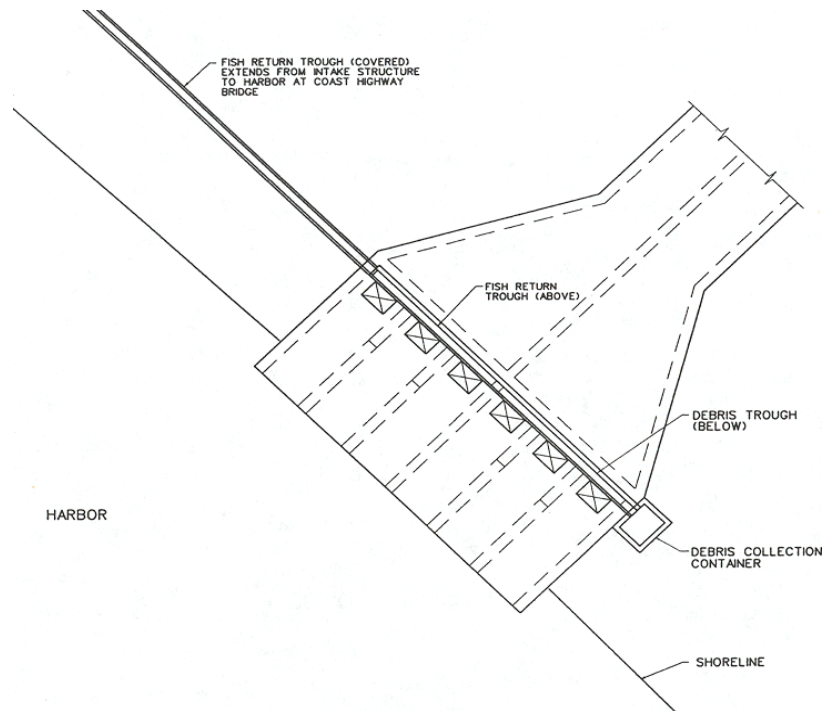 FISH RETURN TROUGH (COVERED)
EXTENDS FROM INTAKE STRUCTURE
TO HARBOR AT COAST HIGHWAY
BRIDGE
FISH RETURN
TROUGH (ABOVE)
DEBRIS TROUGH
(BELOW)
HARBOR
DEBRIS COLLECTION
CONTAINER
SHORELINE